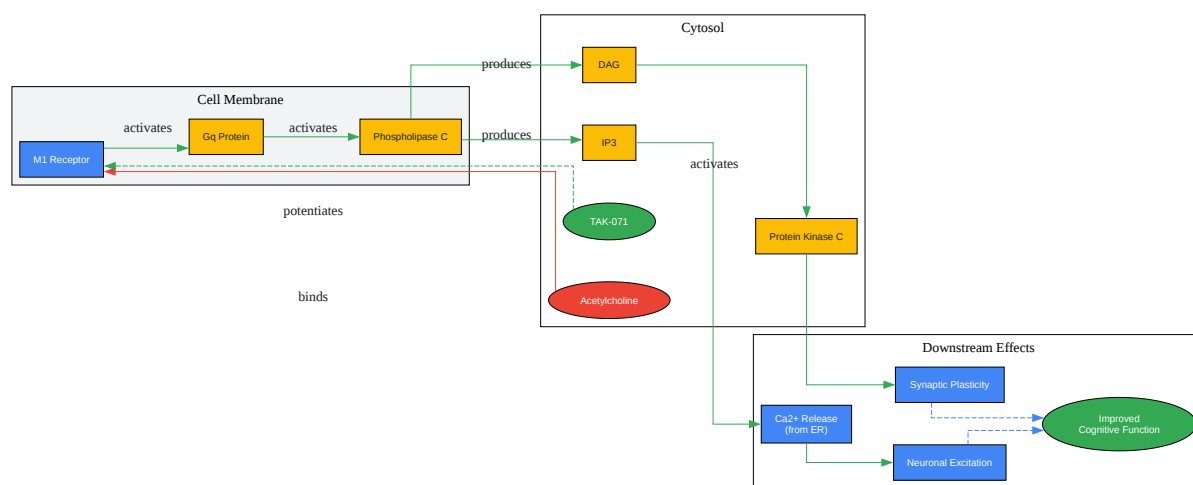 Cytosol
produces
DAG
Cell Membrane
activates
Gq Protein
activates
Phospholipase C
produces
IP3
M1 Receptor
activates
potentiates
TAK-071
Protein Kinase C
binds
Acetylcholine
Downstream Effects
Synaptic Plasticity
Ca2+ Release
(from ER)
Improved
Cognitive Function
Neuronal Excitation